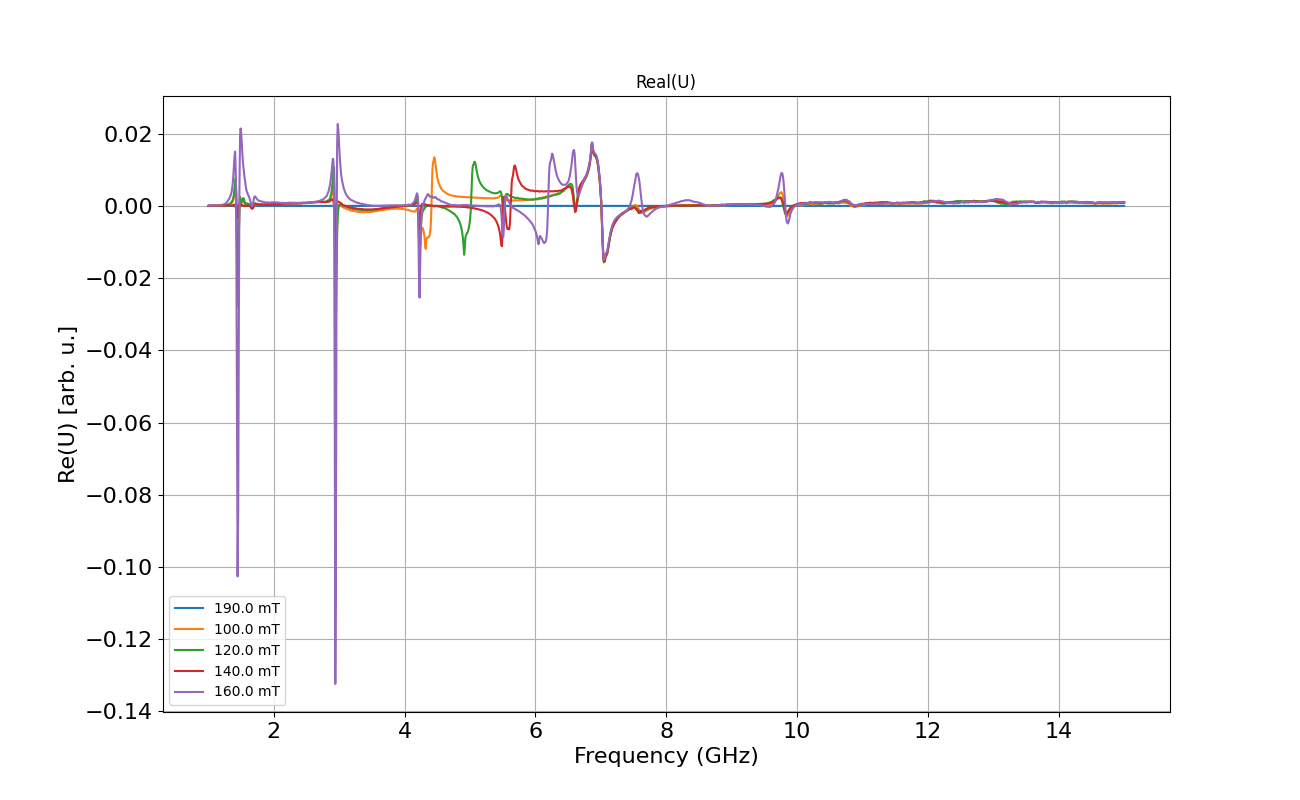 Real(U)
0.02
0.00
−0.02
−0.04
−0.06
−0.08
−0.10
−0.12
−0.14
Re(U) [arb. u.]
190.0 mT
100.0 mT
120.0 mT
140.0 mT
160.0 mT
2 4 6 8 10 12 14
Frequency (GHz)